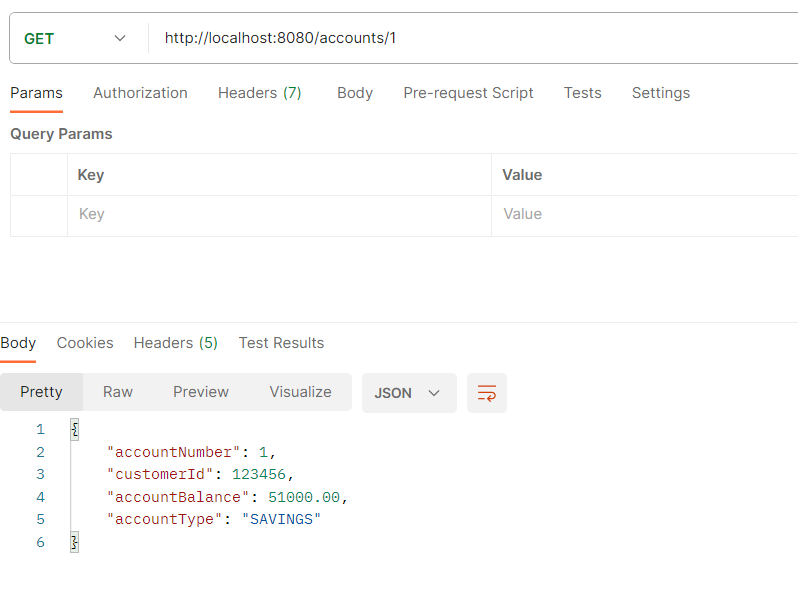 GET http://localhost:8080/accounts/1
Params Authorization Headers (7) Body Pre-request Script Tests Settings
Query Params
Key Value
Key Value
Body Cookies Headers (5) Test Results
Pretty Raw Preview Visualize JSON
1 {
2 "accountNumber": 1,
3 "customerId": 123456,
4 "accountBalance": 51000.00,
5 "accountType": "SAVINGS"
6 }